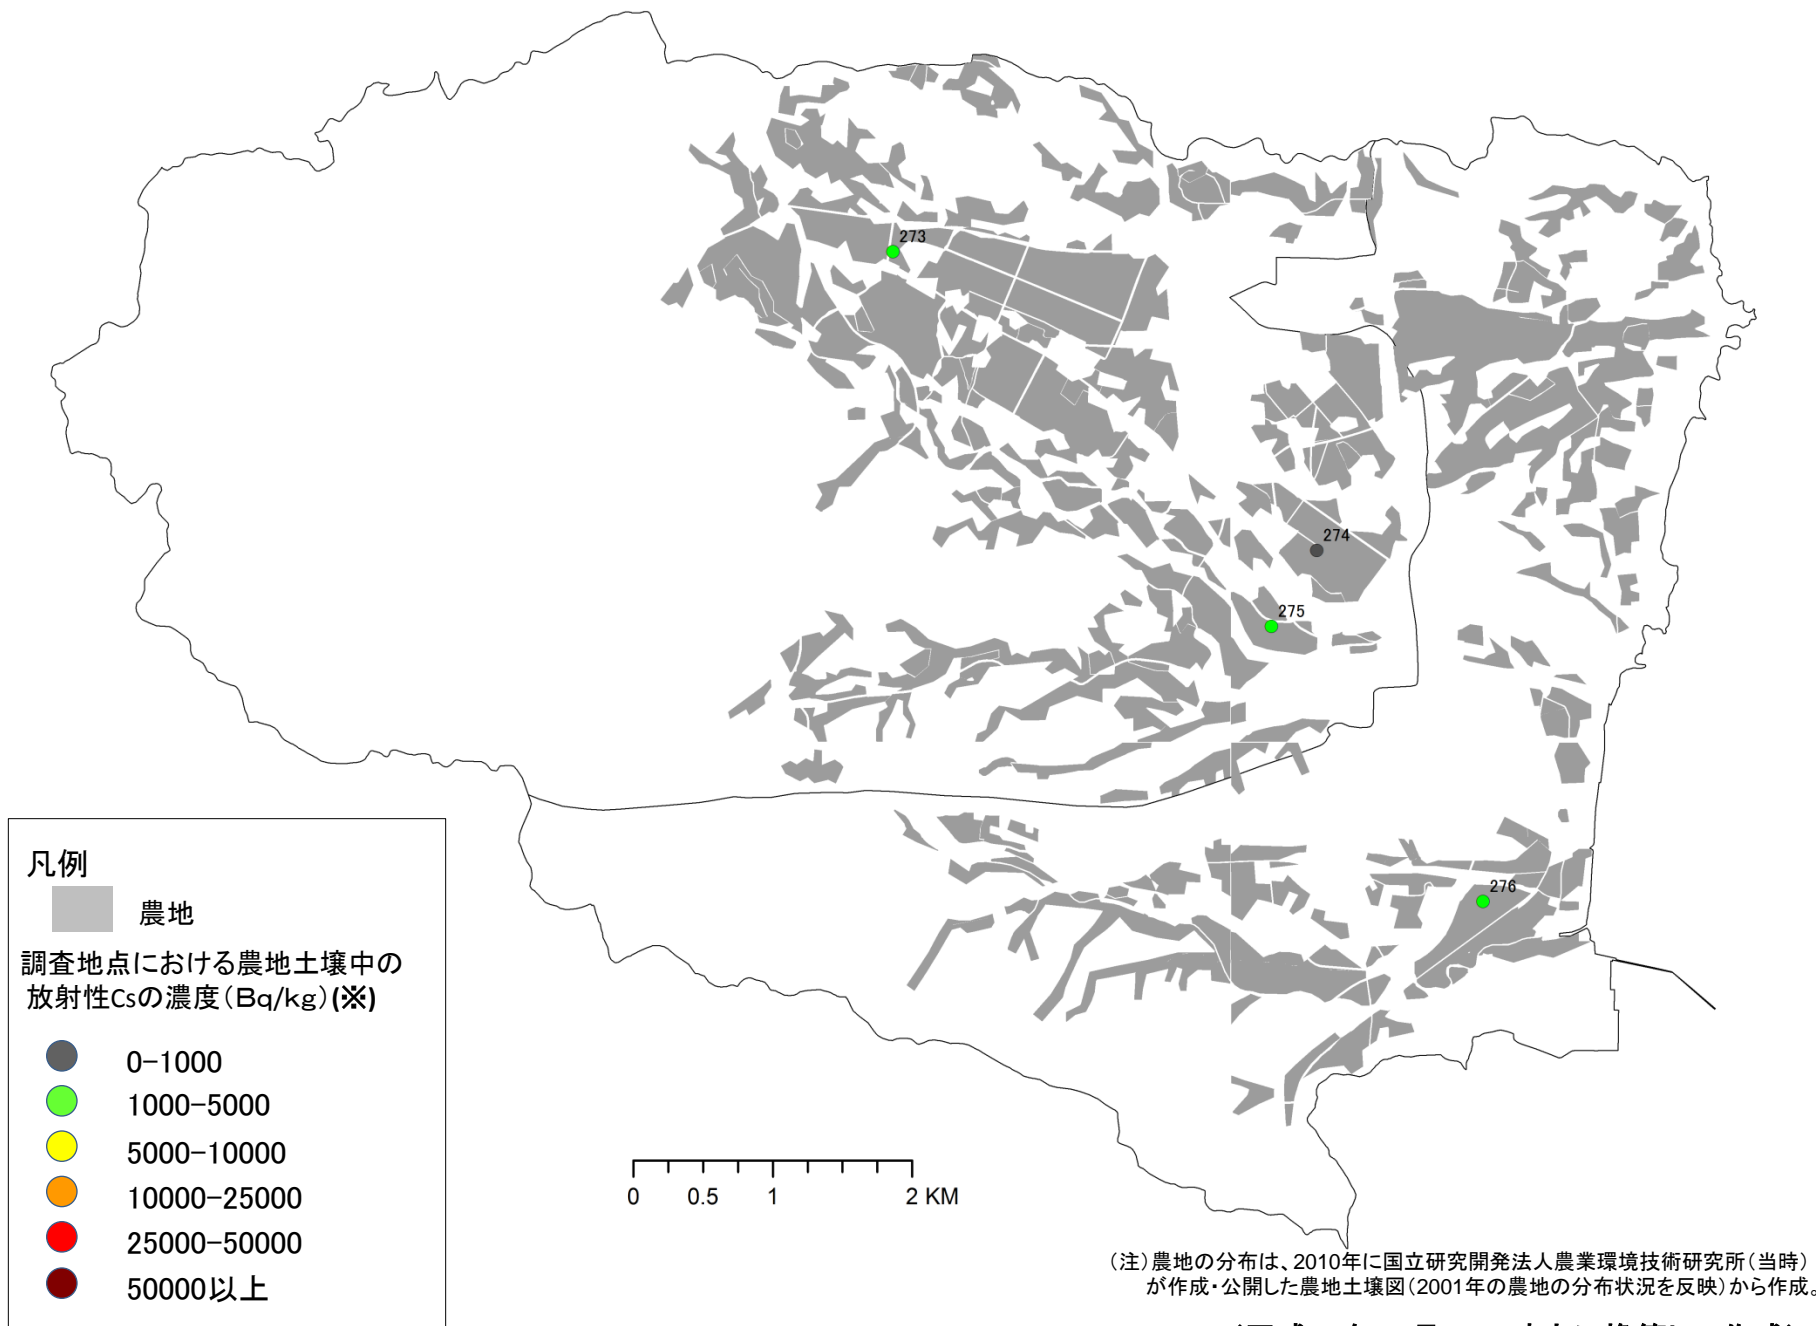 273
274
275
276
凡例
農地
調査地点における農地土壌中の
放射性Csの濃度(Bq/kg)(※)
0-1000
1000-5000
5000-10000
10000-25000
25000-50000
50000以上
0 0.5 1 2 KM
(注)農地の分布は、2010年に国立研究開発法人農業環境技術研究所(当時)
が作成・公開した農地土壌図(2001年の農地の分布状況を反映)から作成。